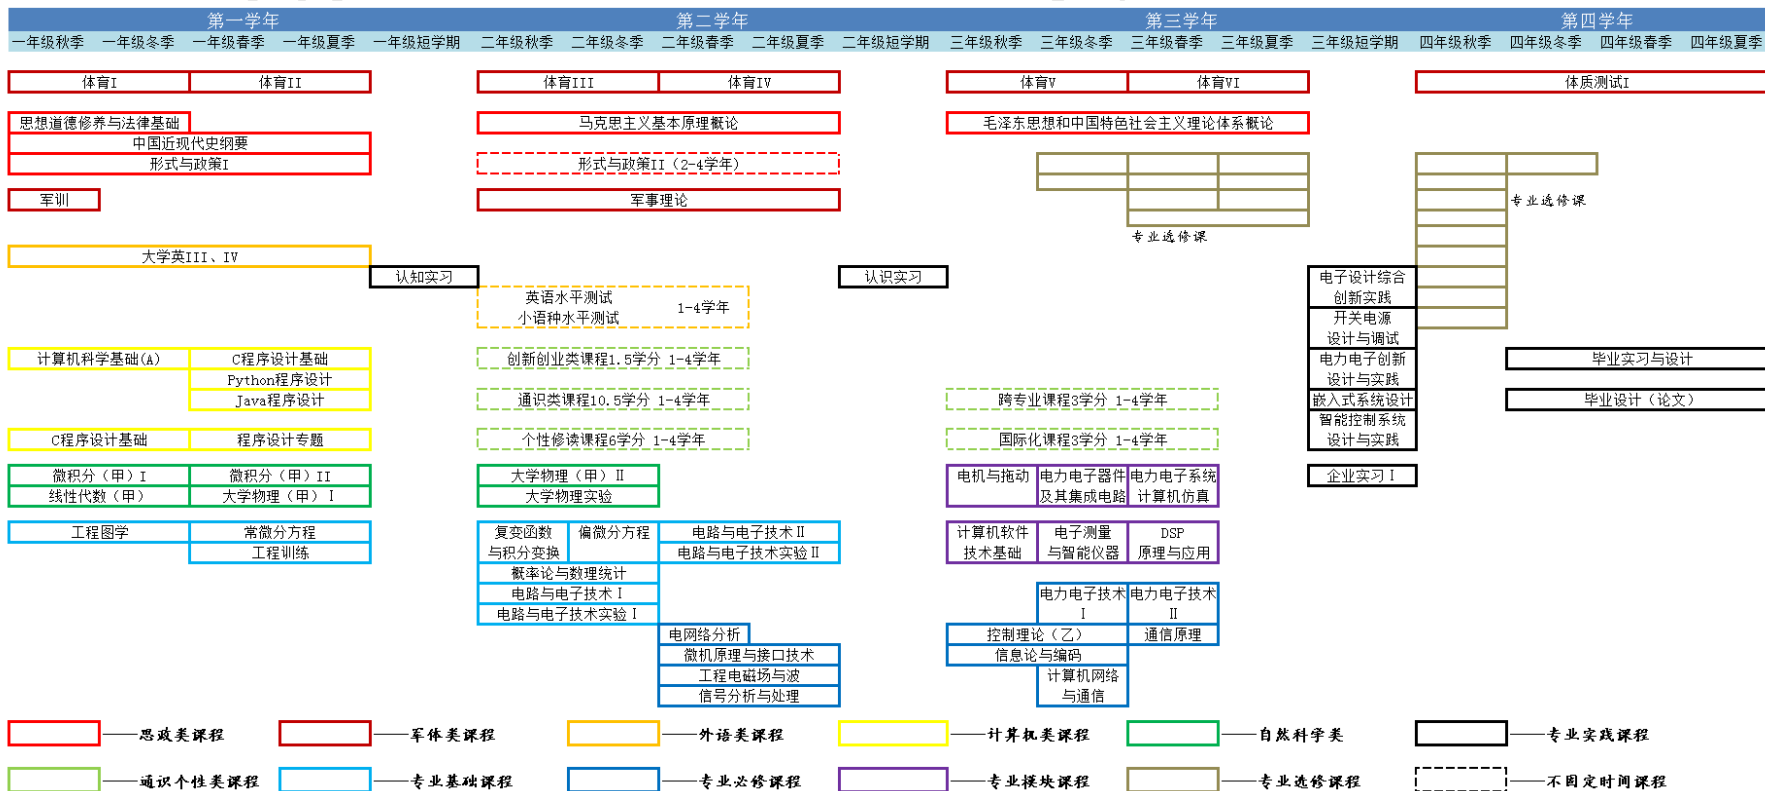 第一学年 第二学年 第三学年 第四学年
一年级秋季 一年级冬季 一年级春季 一年级夏季 一年级短学期 二年级秋季 二年级冬季 二年级春季 二年级夏季 二年级短学期 三年级秋季 三年级冬季 三年级春季 三年级夏季 三年级短学期 四年级秋季 四年级冬季 四年级春季 四年级夏季
体育I 体育II 体育III 体育IV 体育V 体育VI 体质测试I
思想道德修养与法律基础 马克思主义基本原理概论 毛泽东思想和中国特色社会主义理论体系概论
中国近现代史纲要
形式与政策I 形式与政策II（2-4学年）
军训 军事理论 专业选修课
专业选修课
大学英III、IV
认知实习 认识实习 电子设计综合
英语水平测试 创新实践
小语种水平测试 1-4学年 开关电源
设计与调试
计算机科学基础(A) C程序设计基础 创新创业类课程1.5学分 1-4学年 电力电子创新 毕业实习与设计
Python程序设计 设计与实践
Java程序设计 通识类课程10.5学分 1-4学年 跨专业课程3学分 1-4学年 嵌入式系统设计 毕业设计（论文）
智能控制系统
C程序设计基础 程序设计专题 个性修读课程6学分 1-4学年 国际化课程3学分 1-4学年 设计与实践
微积分（甲）I 微积分（甲）II 大学物理（甲）II 电机与拖动 电力电子器件 电力电子系统 企业实习 I
线性代数（甲） 大学物理（甲）I 大学物理实验 及其集成电路 计算机仿真
工程图学 常微分方程 复变函数 偏微分方程 电路与电子技术 II 计算机软件 电子测量 DSP
工程训练 与积分变换 电路与电子技术实验 II 技术基础 与智能仪器 原理与应用
概率论与数理统计
电路与电子技术 I 电力电子技术 电力电子技术
电路与电子技术实验 I I II
电网络分析 控制理论（乙） 通信原理
微机原理与接口技术 信息论与编码
工程电磁场与波 计算机网络
信号分析与处理 与通信
——思政类课程 ——军体类课程 ——外语类课程 ——计算机类课程 ——自然科学类 ——专业实践课程
——通识个性类课程 ——专业基础课程 ——专业必修课程 ——专业模块课程 ——专业选修课程 ——不固定时间课程